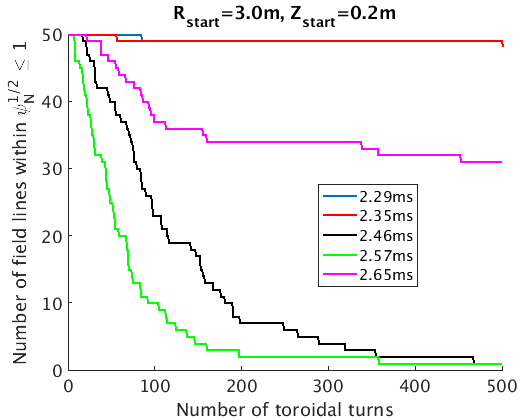 R_start=3.0m, Z_start=0.2m
Number of field lines within ψ_N^1/2 ≤ 1
50
40
30
20
10
0
2.29ms
2.35ms
2.46ms
2.57ms
2.65ms
0 100 200 300 400 500
Number of toroidal turns